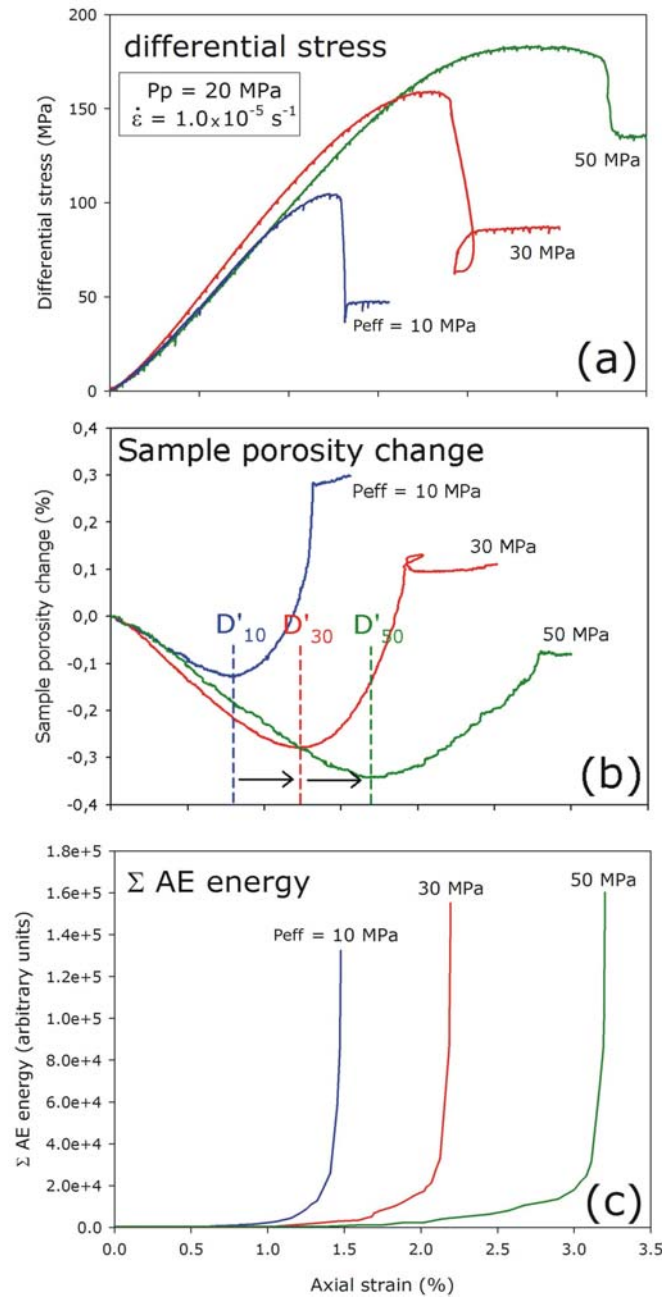 differential stress
Pp = 20 MPa
ε̇ = 1.0x10⁻⁵ s⁻¹
Differential stress (MPa)
200
150
100
50
0
50 MPa
30 MPa
Peff = 10 MPa
(a)
Sample porosity change
Sample porosity change (%)
0,4
0,3
0,2
0,1
0,0
-0,1
-0,2
-0,3
-0,4
Peff = 10 MPa
30 MPa
50 MPa
D'₁₀
D'₃₀
D'₅₀
(b)
Σ AE energy
Σ AE energy (arbitrary units)
1.8e+5
1.6e+5
1.4e+5
1.2e+5
1.0e+5
8.0e+4
6.0e+4
4.0e+4
2.0e+4
0.0
30 MPa
50 MPa
Peff = 10 MPa
(c)
0.0 0.5 1.0 1.5 2.0 2.5 3.0 3.5
Axial strain (%)